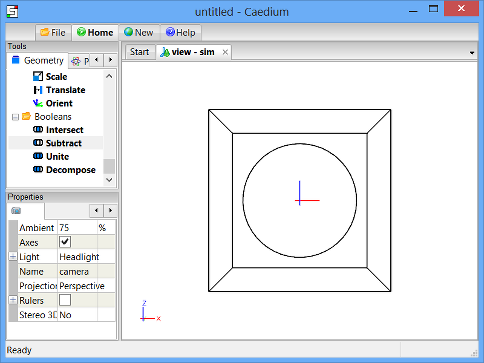 untitled - Caedium
File Home New Help
Tools
Geometry P
Scale
Translate
Orient
Booleans
Intersect
Subtract
Unite
Decompose
Properties
Ambient 75 %
Axes
Light Headlight
Name camera
Projection Perspective
Rulers
Stereo 3D No
Start view - sim
z
x
Ready